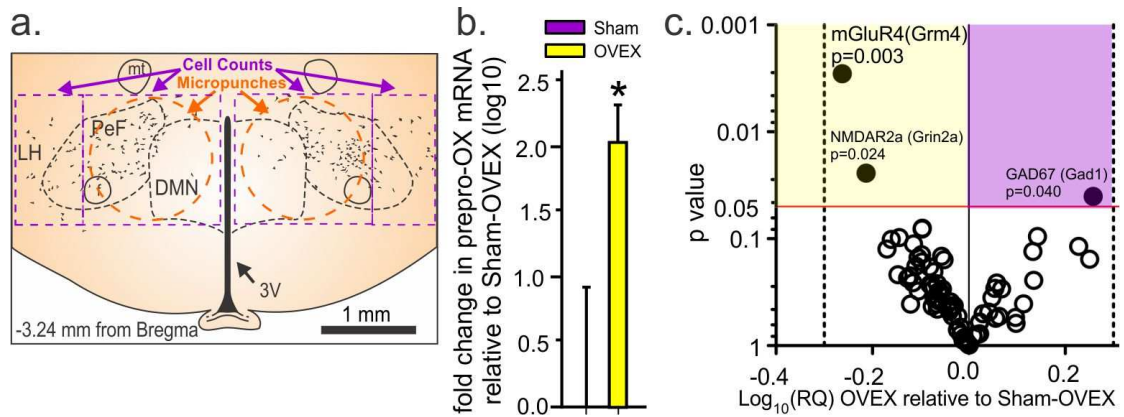 a.
mt
Cell Counts
Micropunches
PeF
LH
f
DMN
3V
-3.24 mm from Bregma
1 mm
b.
Sham
OVEX
fold change in prepro-OX mRNA
relative to Sham-OVEX (log10)
2.5
2.0
1.5
1.0
0.5
0.0
*
c.
p value
0.001
0.01
0.05
0.1
1
mGluR4(Grm4)
p=0.003
NMDAR2a (Grin2a)
p=0.024
GAD67 (Gad1)
p=0.040
-0.4
-0.2
0.0
0.2
Log10(RQ) OVEX relative to Sham-OVEX